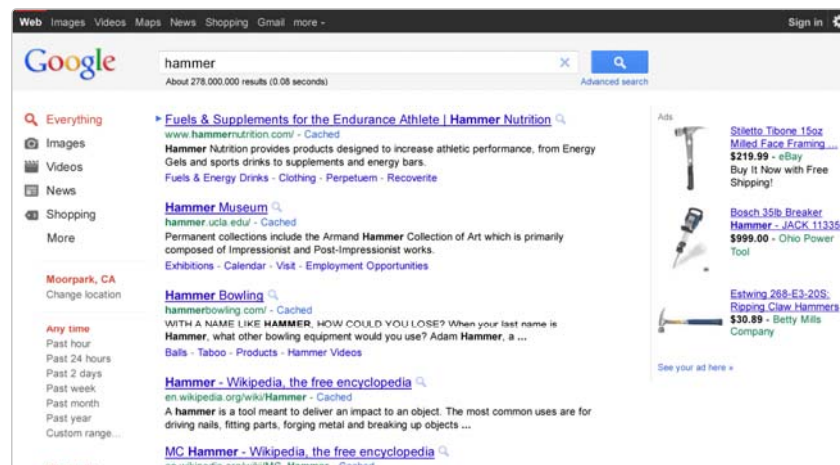 Web Images Videos Maps News Shopping Gmail more
Sign in
Google
hammer
About 278,000,000 results (0.08 seconds)
Advanced search
Everything
Images
Videos
News
Shopping
More
Moorpark, CA
Change location
Any time
Past hour
Past 24 hours
Past 2 days
Past week
Past month
Past year
Custom range...
Fuels & Supplements for the Endurance Athlete | Hammer Nutrition
www.hammernutrition.com/ - Cached
Hammer Nutrition provides products designed to increase athletic performance, from Energy
Gels and sports drinks to supplements and energy bars.
Fuels & Energy Drinks - Clothing - Perpetuem - Recoverite
Hammer Museum
hammer.ucla.edu/ - Cached
Permanent collections include the Armand Hammer Collection of Art which is primarily
composed of Impressionist and Post-Impressionist works.
Exhibitions - Calendar - Visit - Employment Opportunities
Hammer Bowling
hammerbowling.com/ - Cached
WITH A NAME LIKE HAMMER, HOW COULD YOU LOSE? When your last name is
Hammer, what other bowling equipment would you use? Adam Hammer, a ...
Balls - Taboo - Products - Hammer Videos
Hammer - Wikipedia, the free encyclopedia
en.wikipedia.org/wiki/Hammer - Cached
A hammer is a tool meant to deliver an impact to an object. The most common uses are for
driving nails, fitting parts, forging metal and breaking up objects ...
MC Hammer - Wikipedia, the free encyclopedia
Ads
Stiletto Tibone 15oz
Milled Face Framing ...
$219.99 - eBay
Buy It Now with Free
Shipping!
Bosch 35lb Breaker
Hammer - JACK 11335
$999.00 - Ohio Power
Tool
Estwing 268-E3-20S:
Ripping Claw Hammers
$30.89 - Betty Mills
Company
See your ad here »